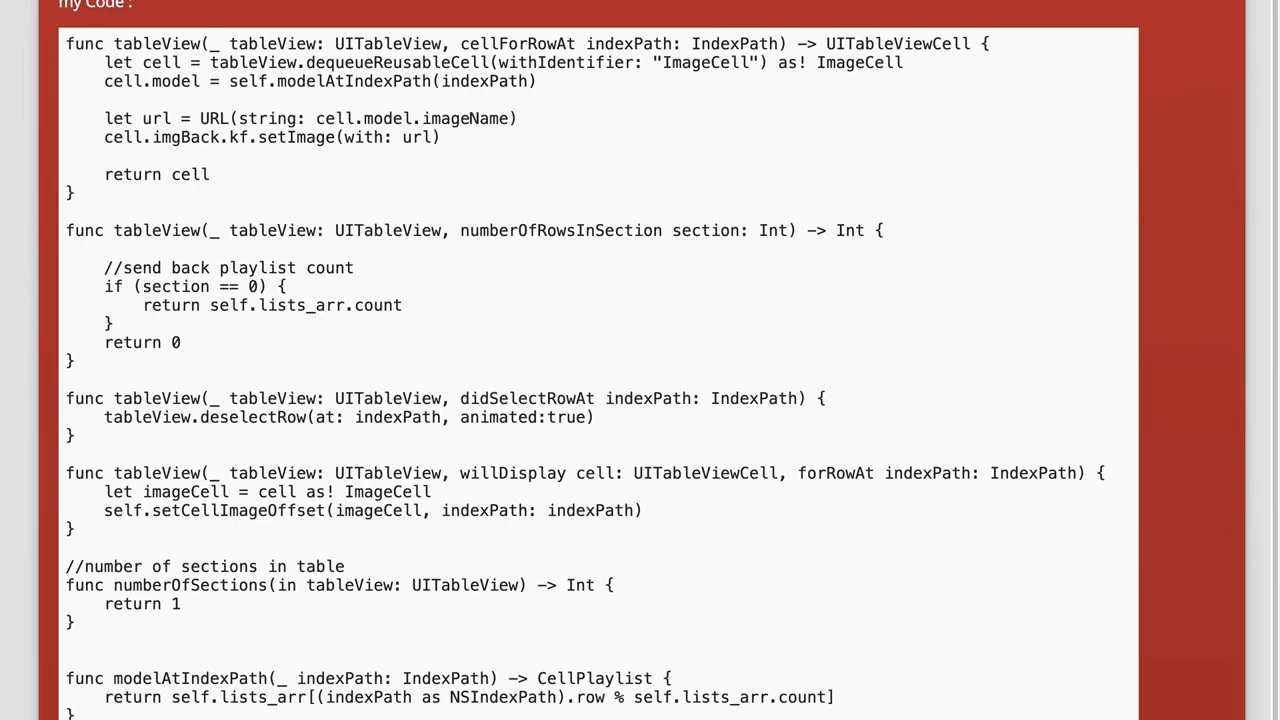 my Code :
func tableView(_ tableView: UITableView, cellForRowAt indexPath: IndexPath) -> UITableViewCell {
    let cell = tableView.dequeueReusableCell(withIdentifier: "ImageCell") as! ImageCell
    cell.model = self.modelAtIndexPath(indexPath)
    let url = URL(string: cell.model.imageName)
    cell.imgBack.kf.setImage(with: url)
    return cell
}
func tableView(_ tableView: UITableView, numberOfRowsInSection section: Int) -> Int {
    //send back playlist count
    if (section == 0) {
        return self.lists_arr.count
    }
    return 0
}
func tableView(_ tableView: UITableView, didSelectRowAt indexPath: IndexPath) {
    tableView.deselectRow(at: indexPath, animated:true)
}
func tableView(_ tableView: UITableView, willDisplay cell: UITableViewCell, forRowAt indexPath: IndexPath) {
    let imageCell = cell as! ImageCell
    self.setCellImageOffset(imageCell, indexPath: indexPath)
}
//number of sections in table
func numberOfSections(in tableView: UITableView) -> Int {
    return 1
}
func modelAtIndexPath(_ indexPath: IndexPath) -> CellPlaylist {
    return self.lists_arr[(indexPath as NSIndexPath).row % self.lists_arr.count]
}